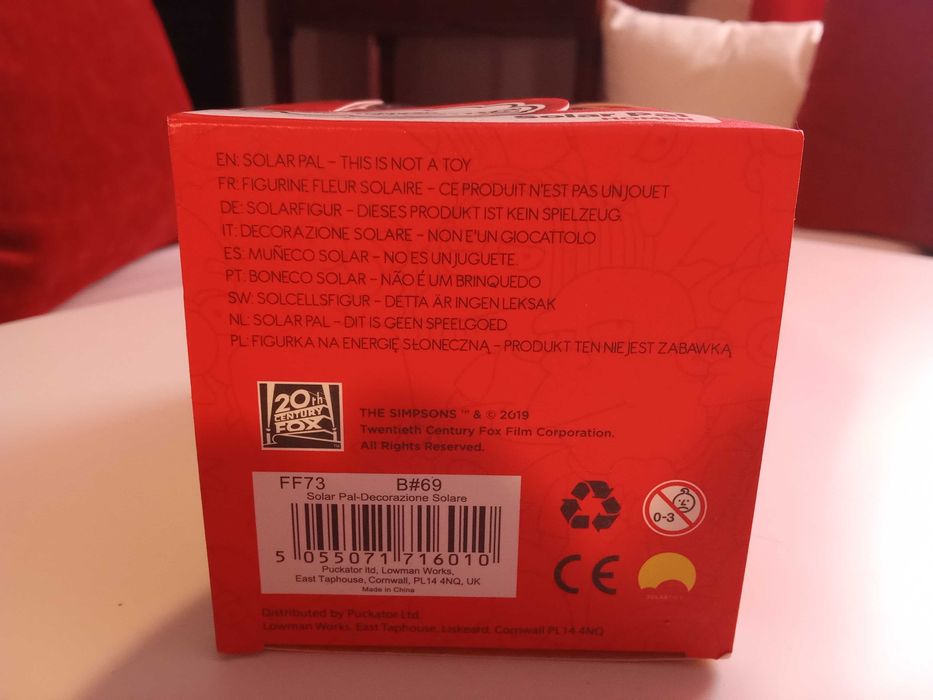 Solar Pal
HOMER
EN: SOLAR PAL – THIS IS NOT A TOY
FR: FIGURINE FLEUR SOLAIRE – CE PRODUIT N'EST PAS UN JOUET
DE: SOLARFIGUR – DIESES PRODUKT IST KEIN SPIELZEUG.
IT: DECORAZIONE SOLARE – NON E'UN GIOCATTOLO
ES: MUÑECO SOLAR – NO ES UN JUGUETE.
PT: BONECO SOLAR – NÃO É UM BRINQUEDO
SW: SOLCELLSFIGUR – DETTA ÄR INGEN LEKSAK
NL: SOLAR PAL – DIT IS GEEN SPEELGOED
PL: FIGURKA NA ENERGIĘ SŁONECZNĄ – PRODUKT TEN NIE JEST ZABAWKĄ
20th
CENTURY
FOX
THE SIMPSONS ™ & © 2019
Twentieth Century Fox Film Corporation.
All Rights Reserved.
FF73 B#69
Solar Pal-Decorazione Solare
5 055071 716010
Puckator ltd, Lowman Works,
East Taphouse, Cornwall, PL14 4NQ, UK
Made in China
0-3
CE
Distributed by Puckator Ltd.
Lowman Works, East Taphouse, Liskeard, Cornwall PL14 4NQ